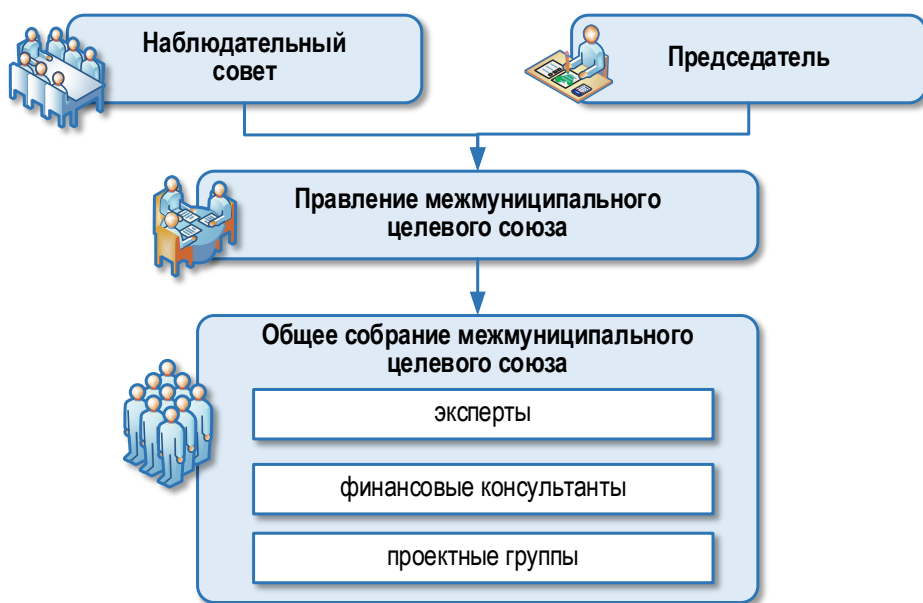 Наблюдательный
совет
Председатель
Правление межмуниципального
целевого союза
Общее собрание межмуниципального
целевого союза
эксперты
финансовые консультанты
проектные группы